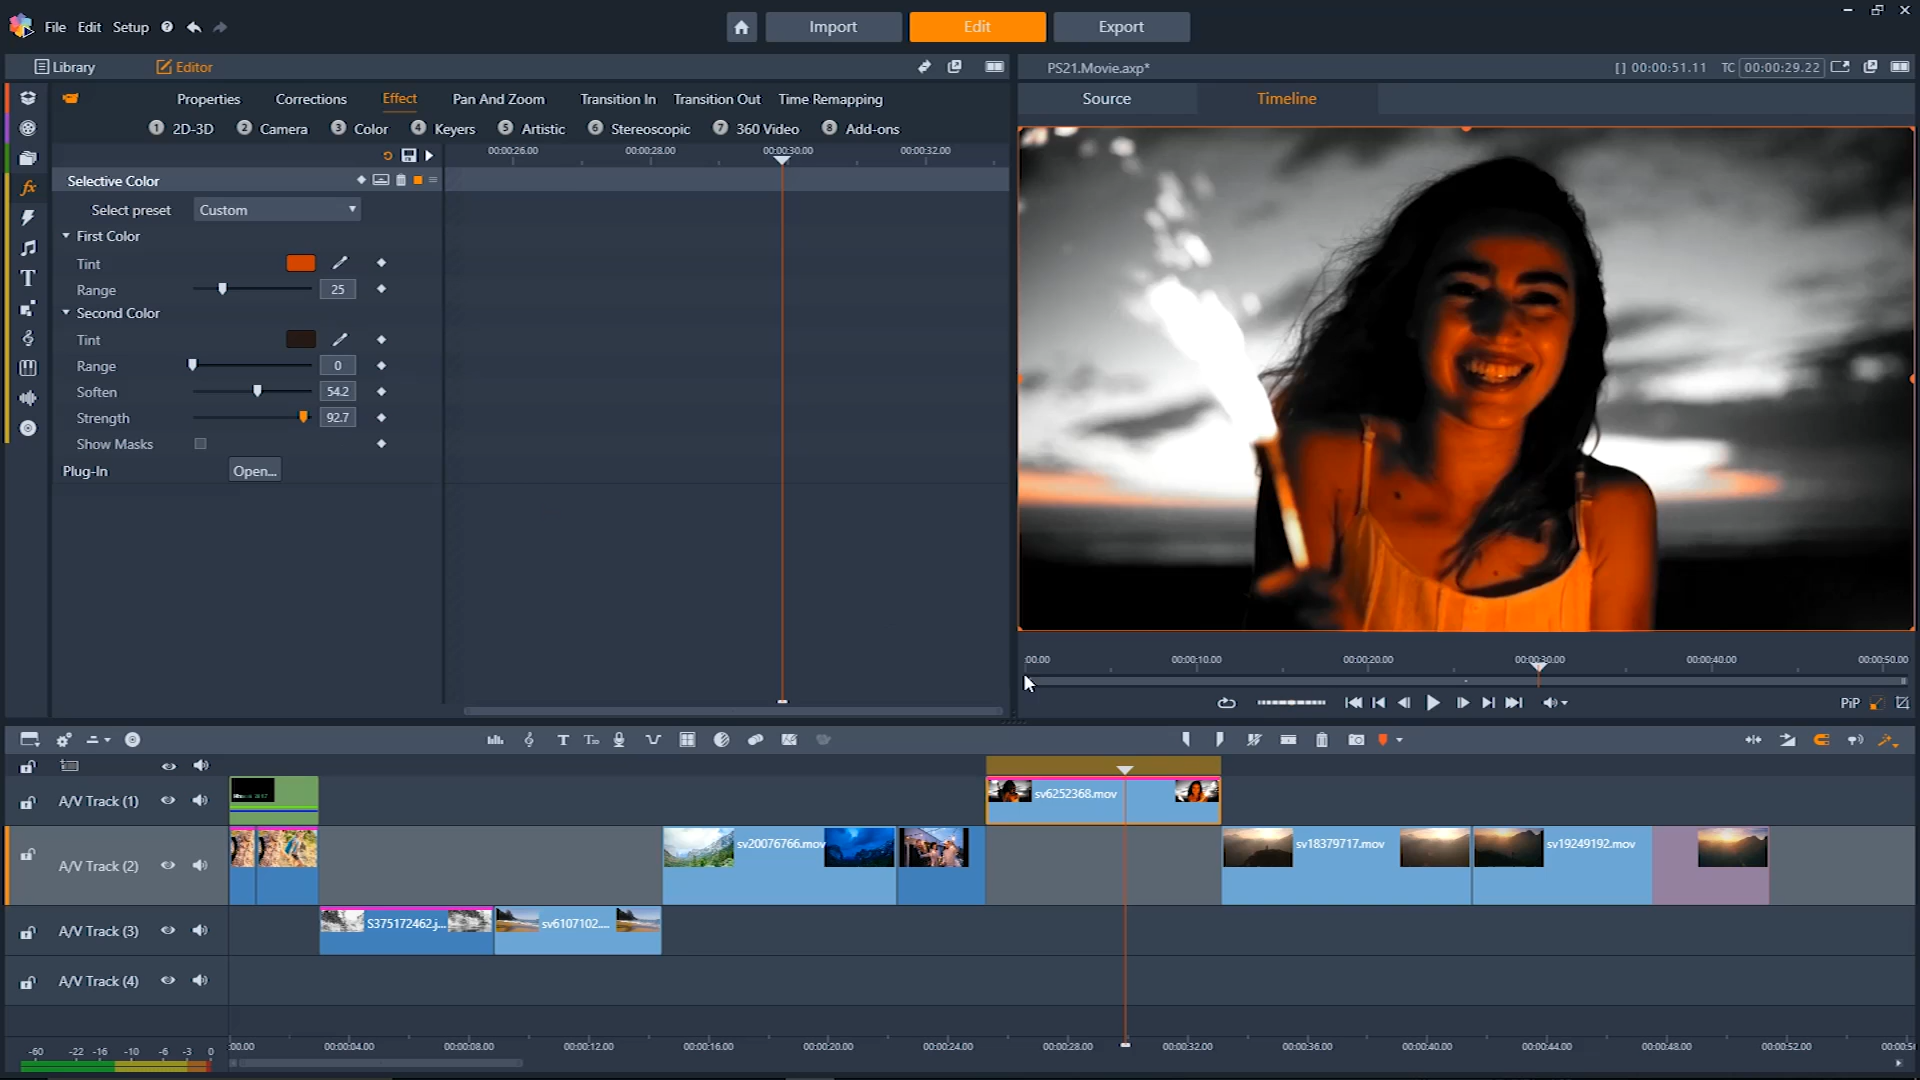 File Edit Setup
Import Edit Export
Library Editor
PS21.Movie.axp* [] 00:00:51.11 TC 00:00:29.22
Properties Corrections Effect Pan And Zoom Transition In Transition Out Time Remapping
Source Timeline
1 2D-3D 2 Camera 3 Color 4 Keyers 5 Artistic 6 Stereoscopic 7 360 Video 8 Add-ons
00:00:26.00 00:00:28.00 00:00:30.00 00:00:32.00
Selective Color
Select preset Custom
First Color
Tint
Range 25
Second Color
Tint
Range 0
Soften 54.2
Strength 92.7
Show Masks
Plug-In Open...
:00.00 00:00:10.00 00:00:20.00 00:00:30.00 00:00:40.00 00:00:50.00
PiP
A/V Track (1) sv6252368.mov
A/V Track (2) sv20076766.mov sv18379717.mov sv19249192.mov
A/V Track (3) S375172462.j... sv6107102....
A/V Track (4)
-60 -22 -16 -10 -6 -3 0
:00.00 00:00:04.00 00:00:08.00 00:00:12.00 00:00:16.00 00:00:20.00 00:00:24.00 00:00:28.00 00:00:32.00 00:00:36.00 00:00:40.00 00:00:44.00 00:00:48.00 00:00:52.00 00:00:5